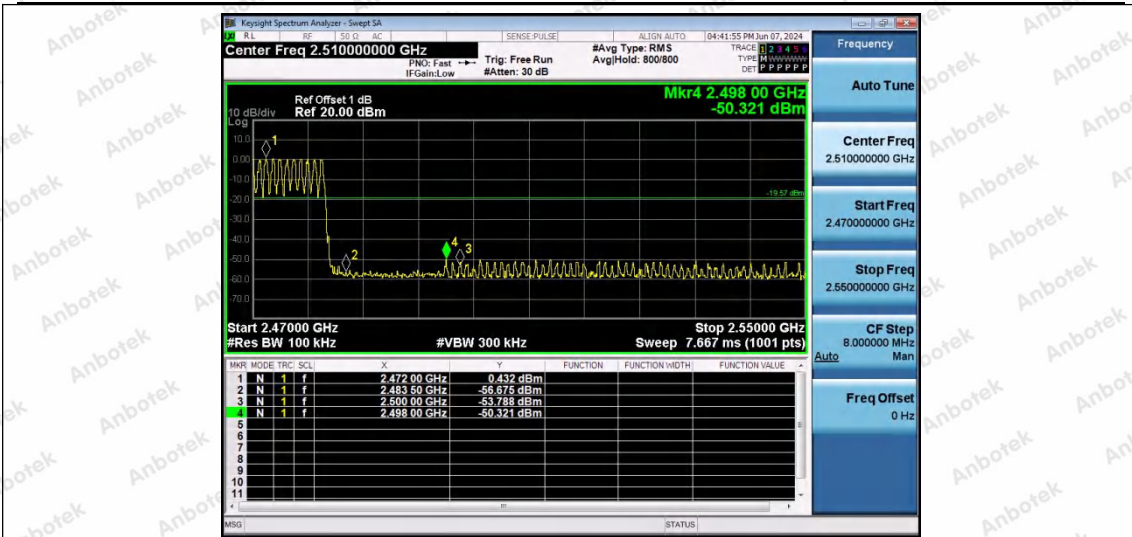 Keysight Spectrum Analyzer - Swept SA
LXI RL RF 50 Ω AC SENSE:PULSE ALIGN AUTO 04:41:55 PM Jun 07, 2024
Center Freq 2.510000000 GHz
PNO: Fast
IFGain:Low
Trig: Free Run
#Atten: 30 dB
#Avg Type: RMS
Avg|Hold: 800/800
TRACE 1 2 3 4 5 6
TYPE M W W W W W
DET P P P P P P
Mkr4 2.498 00 GHz
-50.321 dBm
Ref Offset 1 dB
10 dB/div Ref 20.00 dBm
Log
10.0
0.00
-10.0
-20.0
-30.0
-40.0
-50.0
-60.0
-70.0
1
2
4
3
-19.57 dBm
Start 2.47000 GHz Stop 2.55000 GHz
#Res BW 100 kHz #VBW 300 kHz Sweep 7.667 ms (1001 pts)
MKR MODE TRC SCL X Y FUNCTION FUNCTION WIDTH FUNCTION VALUE
1 N 1 f 2.472 00 GHz 0.432 dBm
2 N 1 f 2.483 50 GHz -56.675 dBm
3 N 1 f 2.500 00 GHz -53.788 dBm
4 N 1 f 2.498 00 GHz -50.321 dBm
5
6
7
8
9
10
11
MSG STATUS
Frequency
Auto Tune
Center Freq
2.510000000 GHz
Start Freq
2.470000000 GHz
Stop Freq
2.550000000 GHz
CF Step
8.000000 MHz
Auto Man
Freq Offset
0 Hz
Anbotek